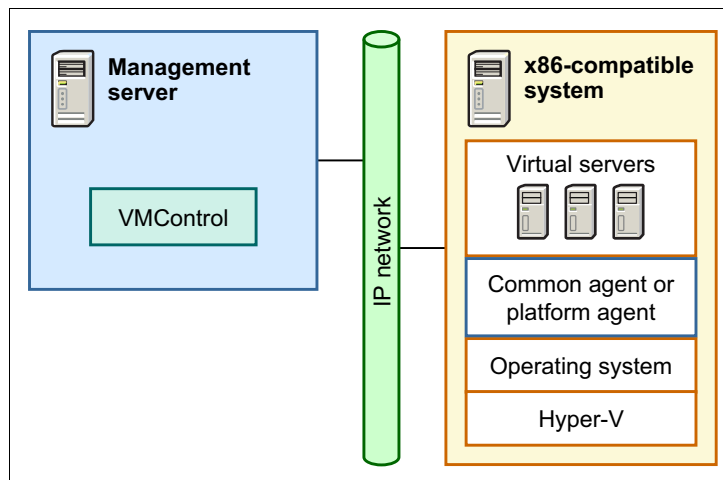 Management
server
VMControl
IP network
x86-compatible
system
Virtual servers
Common agent or
platform agent
Operating system
Hyper-V